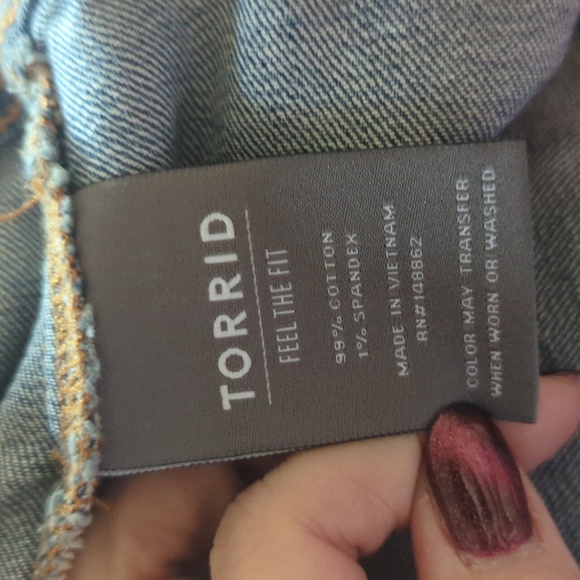 TORRID
FEEL THE FIT
99% COTTON
1% SPANDEX
MADE IN VIETNAM
RN#148862
COLOR MAY TRANSFER
WHEN WORN OR WASHED